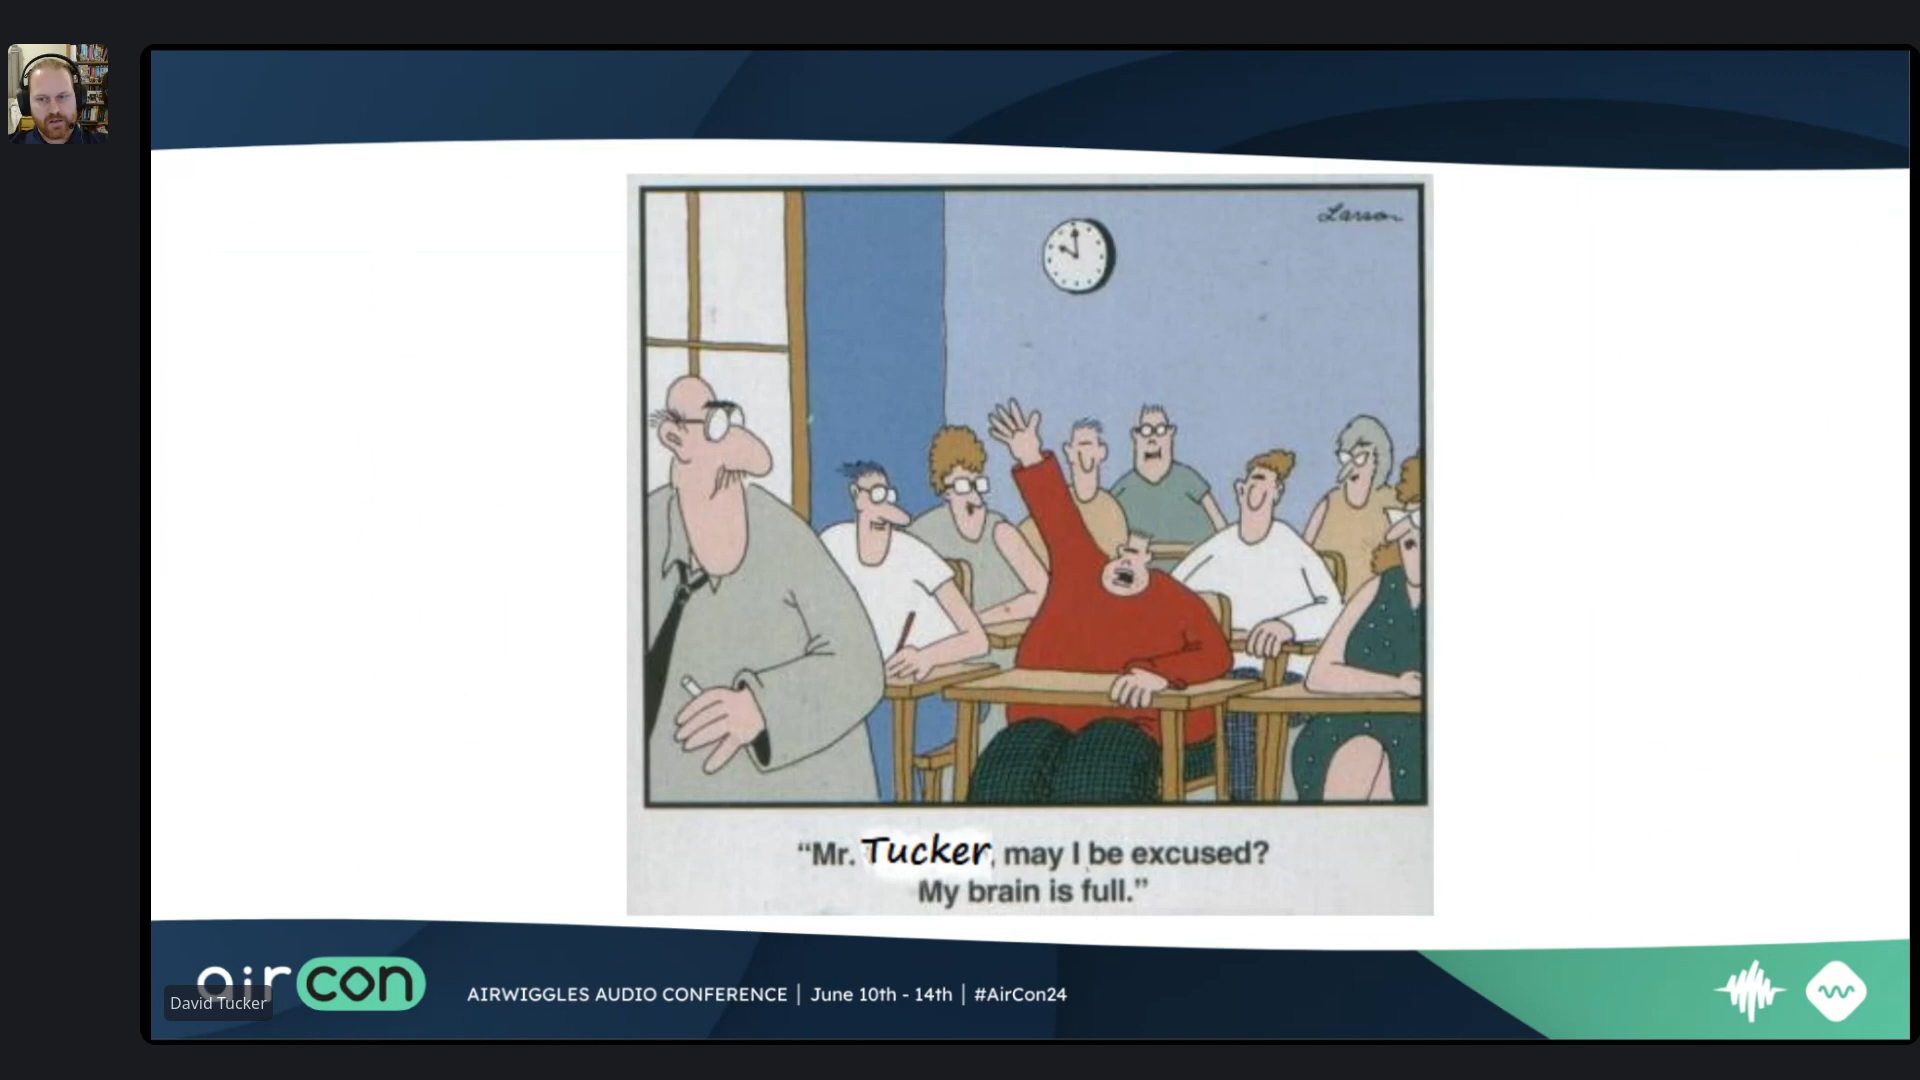 Larson
“Mr. Tucker, may I be excused?
My brain is full.”
aircon
David Tucker
AIRWIGGLES AUDIO CONFERENCE | June 10th - 14th | #AirCon24